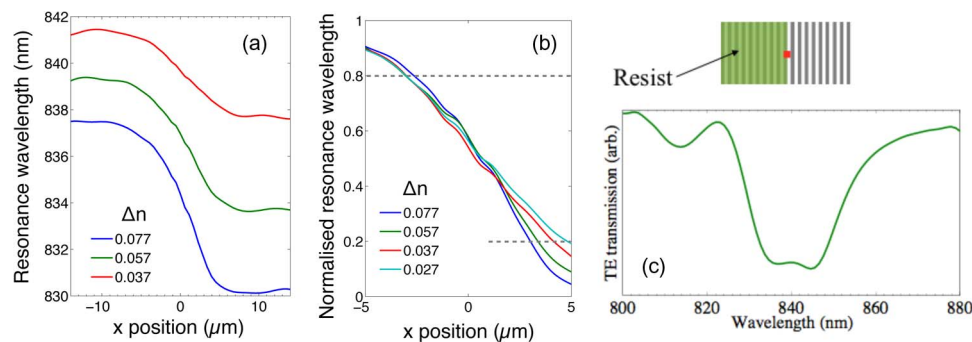 (a)
Resonance wavelength (nm)
842
840
838
836
834
832
830
Δn
0.077
0.057
0.037
−10
0
10
x position (µm)
(b)
Normalised resonance wavelength
1
0.8
0.6
0.4
0.2
0
Δn
0.077
0.057
0.037
0.027
−5
0
5
x position (µm)
Resist
TE transmission (arb.)
(c)
800
820
840
860
880
Wavelength (nm)